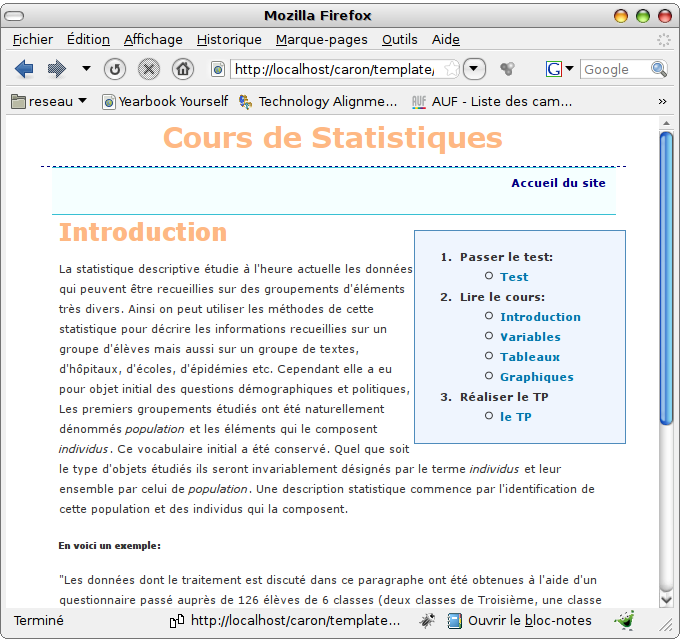 Mozilla Firefox
Fichier Édition Affichage Historique Marque-pages Outils Aide
http://localhost/caron/template/ G Google
reseau Yearbook Yourself Technology Alignme... AUF AUF - Liste des cam... »
Cours de Statistiques
Accueil du site
Introduction
La statistique descriptive étudie à l'heure actuelle les données
qui peuvent être recueillies sur des groupements d'éléments
très divers. Ainsi on peut utiliser les méthodes de cette
statistique pour décrire les informations recueillies sur un
groupe d'élèves mais aussi sur un groupe de textes,
d'hôpitaux, d'écoles, d'épidémies etc. Cependant elle a eu
pour objet initial des questions démographiques et politiques,
Les premiers groupements étudiés ont été naturellement
dénommés population et les éléments qui le composent
individus. Ce vocabulaire initial a été conservé. Quel que soit
le type d'objets étudiés ils seront invariablement désignés par le terme individus et leur
ensemble par celui de population. Une description statistique commence par l'identification de
cette population et des individus qui la composent.
1. Passer le test:
Test
2. Lire le cours:
Introduction
Variables
Tableaux
Graphiques
3. Réaliser le TP
le TP
En voici un exemple:
"Les données dont le traitement est discuté dans ce paragraphe ont été obtenues à l'aide d'un
questionnaire passé auprès de 126 élèves de 6 classes (deux classes de Troisième, une classe
Terminé http://localhost/caron/template... Ouvrir le bloc-notes